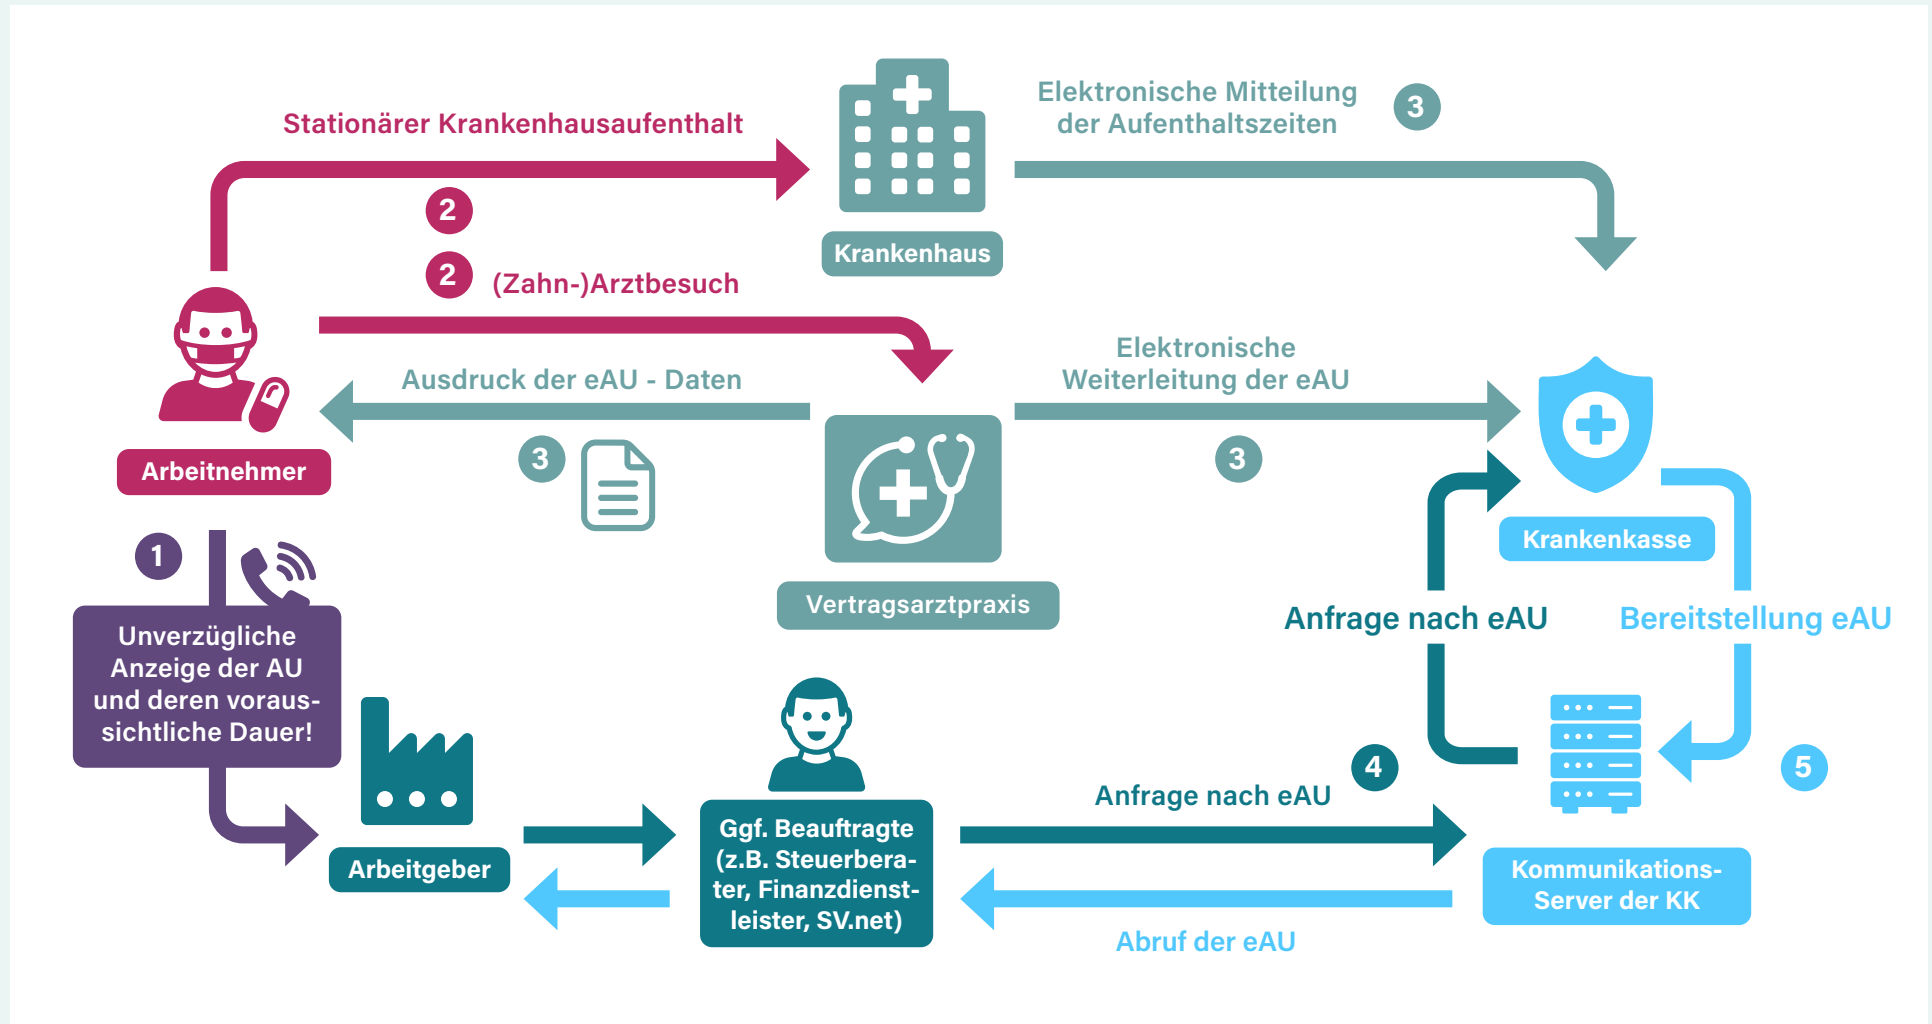 Stationärer Krankenhausaufenthalt
2
Elektronische Mitteilung
der Aufenthaltszeiten
3
Krankenhaus
2
(Zahn-)Arztbesuch
Ausdruck der eAU - Daten
3
Elektronische
Weiterleitung der eAU
3
Arbeitnehmer
Vertragsarztpraxis
Krankenkasse
1
Unverzügliche
Anzeige der AU
und deren voraus-
sichtliche Dauer!
Anfrage nach eAU
Bereitstellung eAU
Arbeitgeber
Ggf. Beauftragte
(z.B. Steuerbera-
ter, Finanzdienst-
leister, SV.net)
Anfrage nach eAU
4
5
Abruf der eAU
Kommunikations-
Server der KK